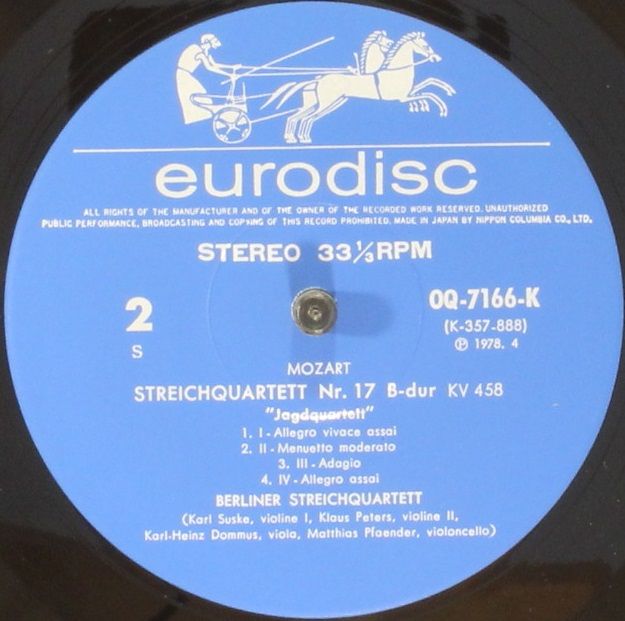 eurodisc
ALL RIGHTS OF THE MANUFACTURER AND OF THE OWNER OF THE RECORDED WORK RESERVED. UNAUTHORIZED
PUBLIC PERFORMANCE, BROADCASTING AND COPYING OF THIS RECORD PROHIBITED. MADE IN JAPAN BY NIPPON COLUMBIA CO., LTD.
STEREO 33 1/3 RPM
2
S
OQ-7166-K
(K-357-888)
Ⓟ 1978. 4
MOZART
STREICHQUARTETT Nr. 17 B-dur KV 458
"Jagdquartett"
1. I - Allegro vivace assai
2. II - Menuetto moderato
3. III - Adagio
4. IV - Allegro assai
BERLINER STREICHQUARTETT
(Karl Suske, violine I, Klaus Peters, violine II,
Karl-Heinz Dommus, viola, Matthias Pfaender, violoncello)